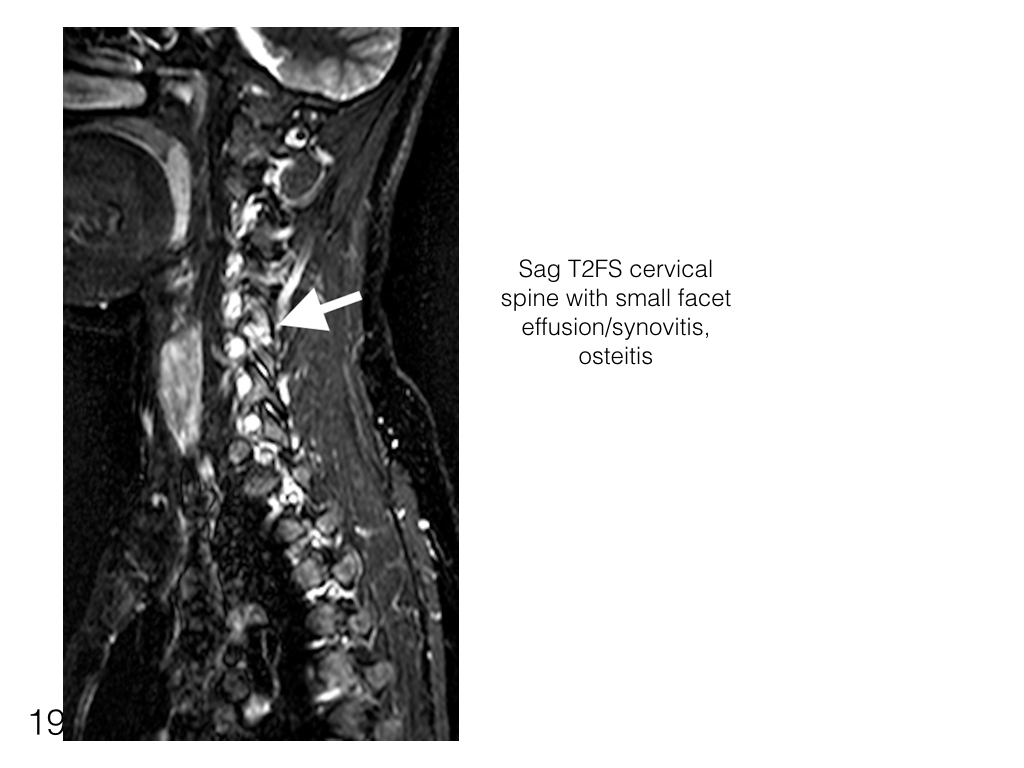 Sag T2FS cervical
spine with small facet
effusion/synovitis,
osteitis
19